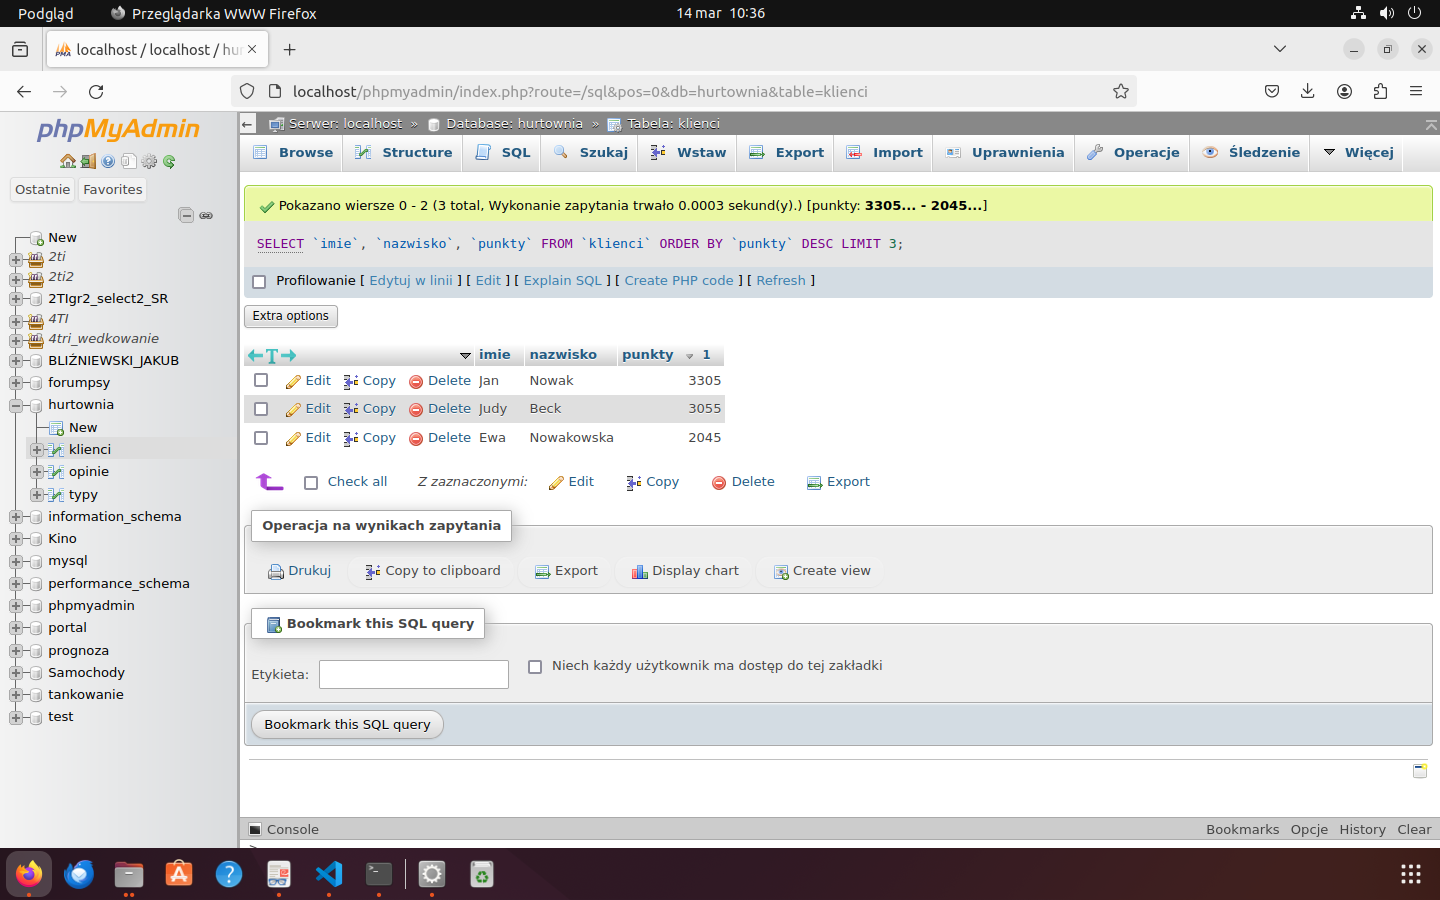 Podgląd
Przeglądarka WWW Firefox
14 mar 10:36
localhost / localhost / hur
localhost/phpmyadmin/index.php?route=/sql&pos=0&db=hurtownia&table=klienci
phpMyAdmin
Ostatnie
Favorites
New
2ti
2ti2
2TIgr2_select2_SR
4TI
4tri_wedkowanie
BLIŹNIEWSKI_JAKUB
forumpsy
hurtownia
New
klienci
opinie
typy
information_schema
Kino
mysql
performance_schema
phpmyadmin
portal
prognoza
Samochody
tankowanie
test
Serwer: localhost » Database: hurtownia » Tabela: klienci
Browse
Structure
SQL
Szukaj
Wstaw
Export
Import
Uprawnienia
Operacje
Śledzenie
Więcej
Pokazano wiersze 0 - 2 (3 total, Wykonanie zapytania trwało 0.0003 sekund(y).) [punkty: 3305... - 2045...]
SELECT `imie`, `nazwisko`, `punkty` FROM `klienci` ORDER BY `punkty` DESC LIMIT 3;
Profilowanie [ Edytuj w linii ] [ Edit ] [ Explain SQL ] [ Create PHP code ] [ Refresh ]
Extra options
T imie nazwisko punkty 1
Edit Copy Delete Jan Nowak 3305
Edit Copy Delete Judy Beck 3055
Edit Copy Delete Ewa Nowakowska 2045
Check all Z zaznaczonymi: Edit Copy Delete Export
Operacja na wynikach zapytania
Drukuj Copy to clipboard Export Display chart Create view
Bookmark this SQL query
Etykieta:
Niech każdy użytkownik ma dostęp do tej zakładki
Bookmark this SQL query
Console
Bookmarks Opcje History Clear
>